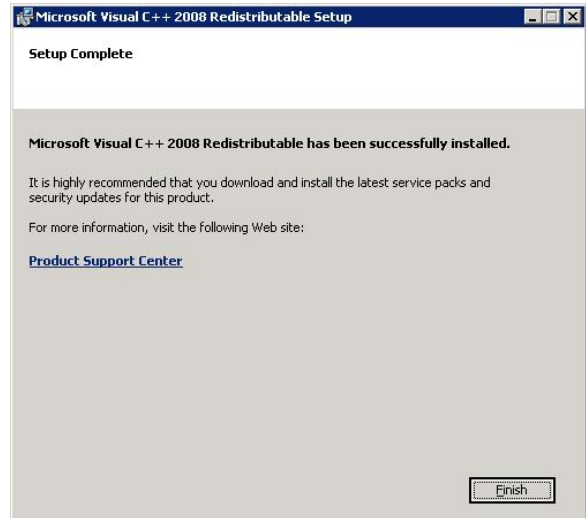 Microsoft Visual C++ 2008 Redistributable Setup
Setup Complete
Microsoft Visual C++ 2008 Redistributable has been successfully installed.
It is highly recommended that you download and install the latest service packs and
security updates for this product.
For more information, visit the following Web site:
Product Support Center
Finish